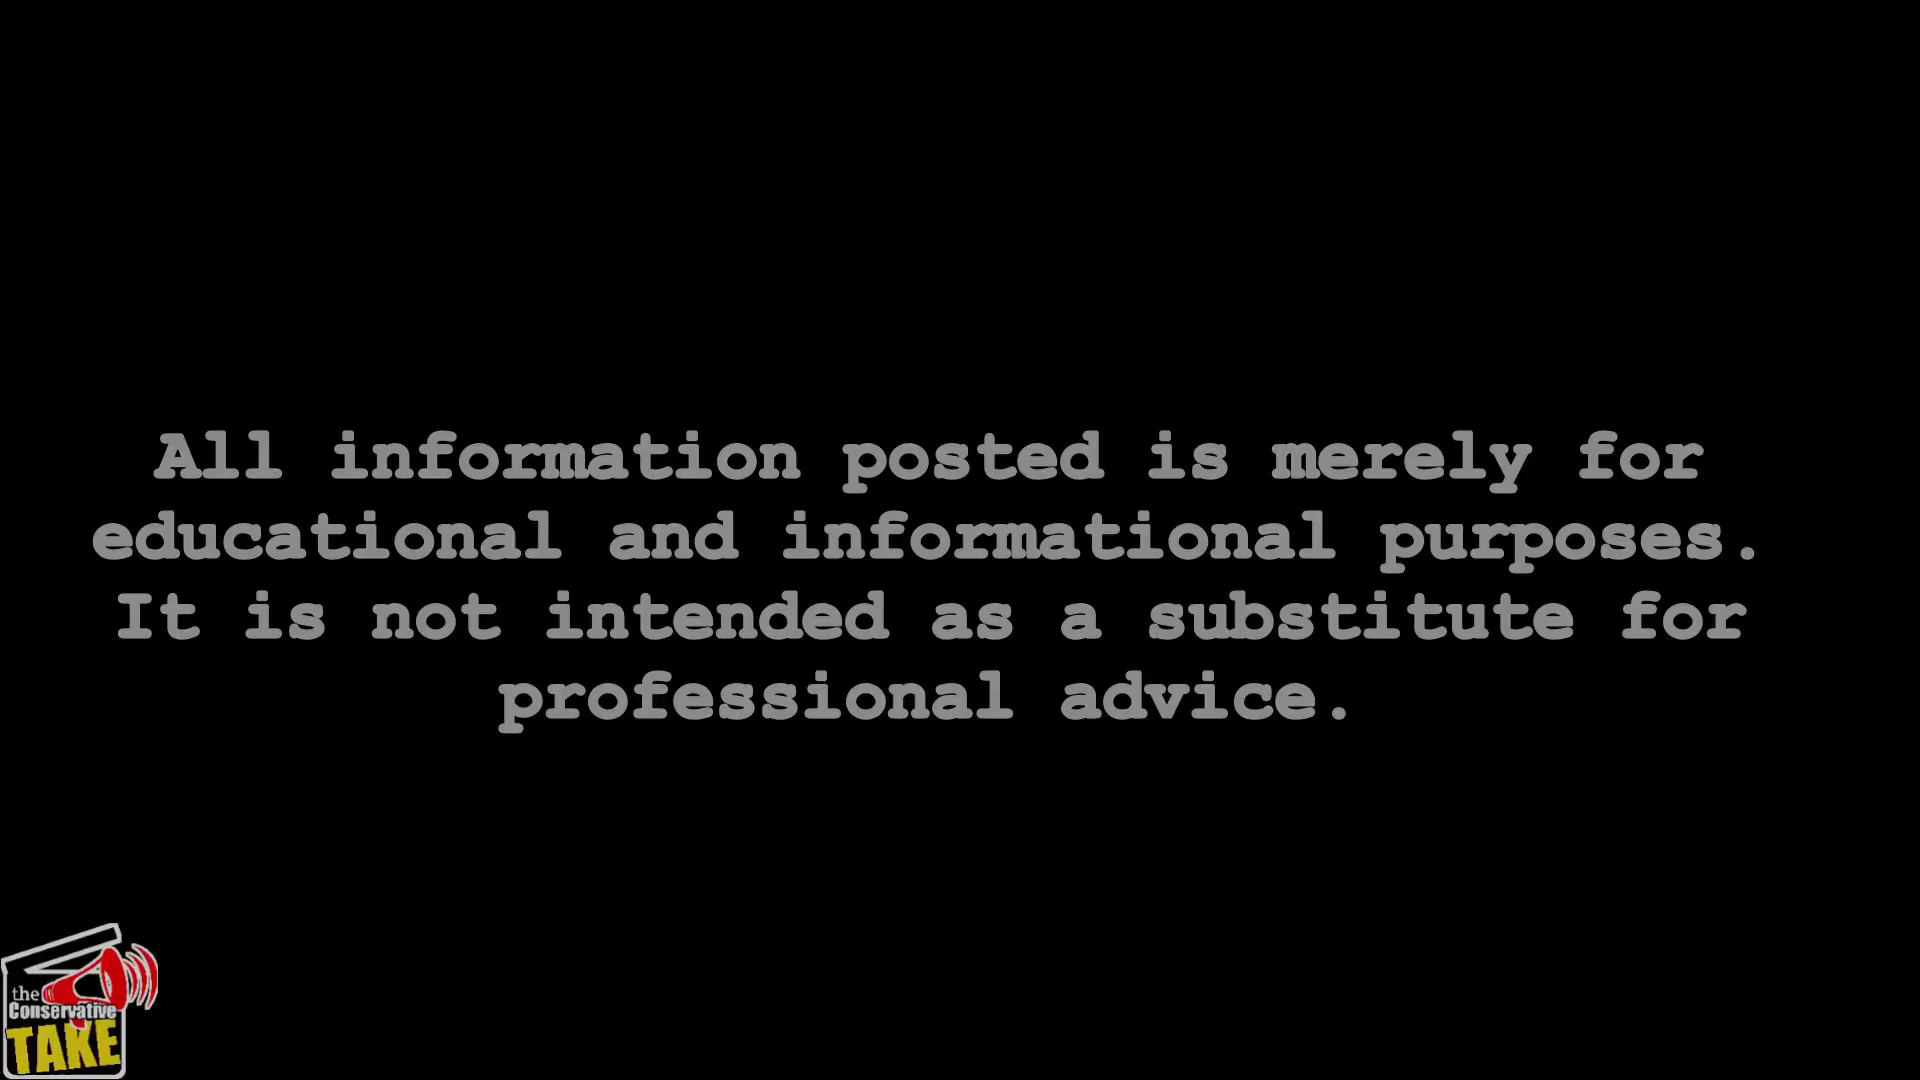 All information posted is merely for
educational and informational purposes.
It is not intended as a substitute for
professional advice.
the
Conservative
TAKE